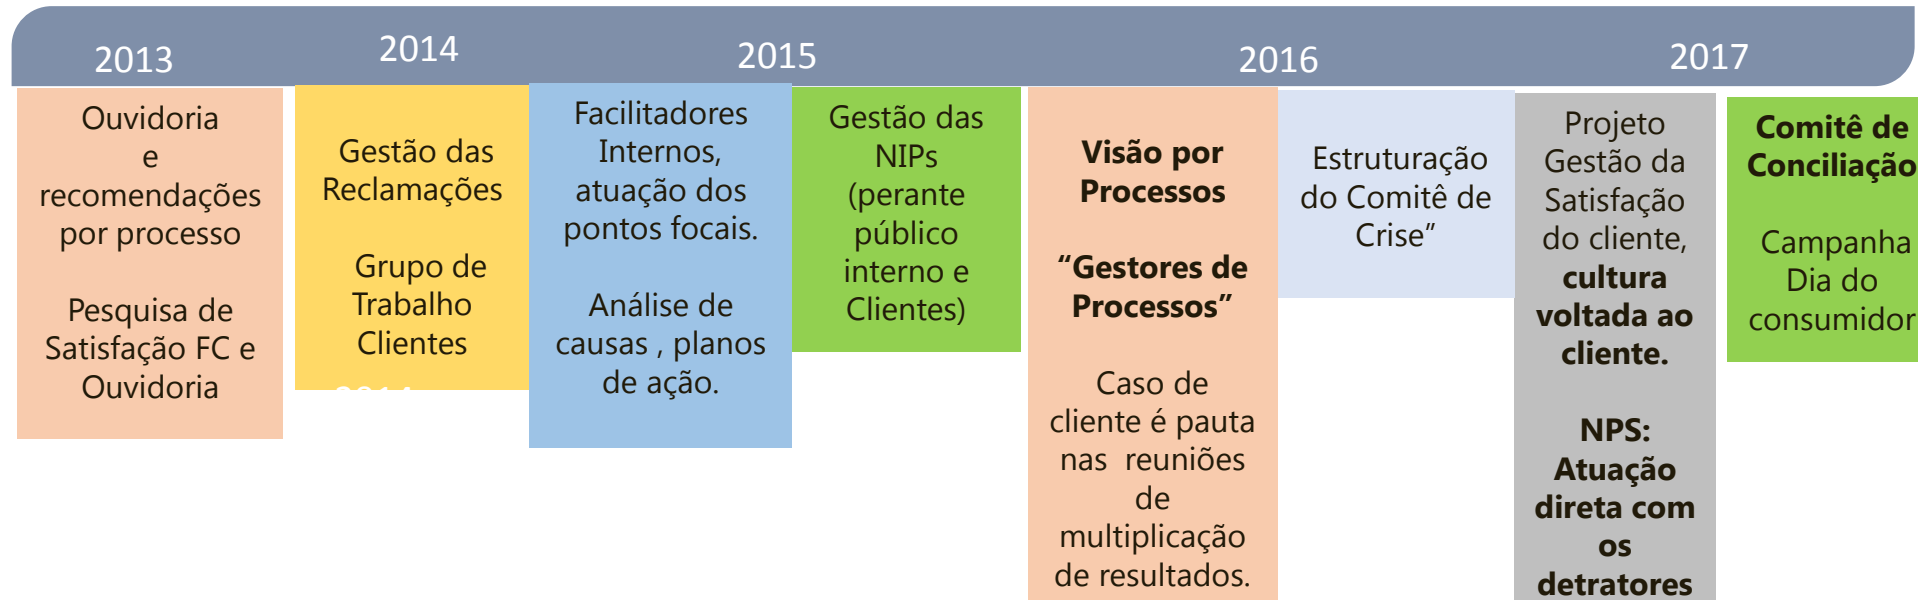 2013
2014
2015
2016
2017
Ouvidoria
e
recomendações
por processo
Pesquisa de
Satisfação FC e
Ouvidoria
Gestão das
Reclamações
Grupo de
Trabalho
Clientes
2014
Facilitadores
Internos,
atuação dos
pontos focais.
Análise de
causas , planos
de ação.
Gestão das
NIPs
(perante
público
interno e
Clientes)
Visão por
Processos
“Gestores de
Processos”
Caso de
cliente é pauta
nas reuniões
de
multiplicação
de resultados.
Estruturação
do Comitê de
Crise”
Projeto
Gestão da
Satisfação
do cliente,
cultura
voltada ao
cliente.
NPS:
Atuação
direta com
os
detratores
Comitê de
Conciliação
Campanha
Dia do
consumidor